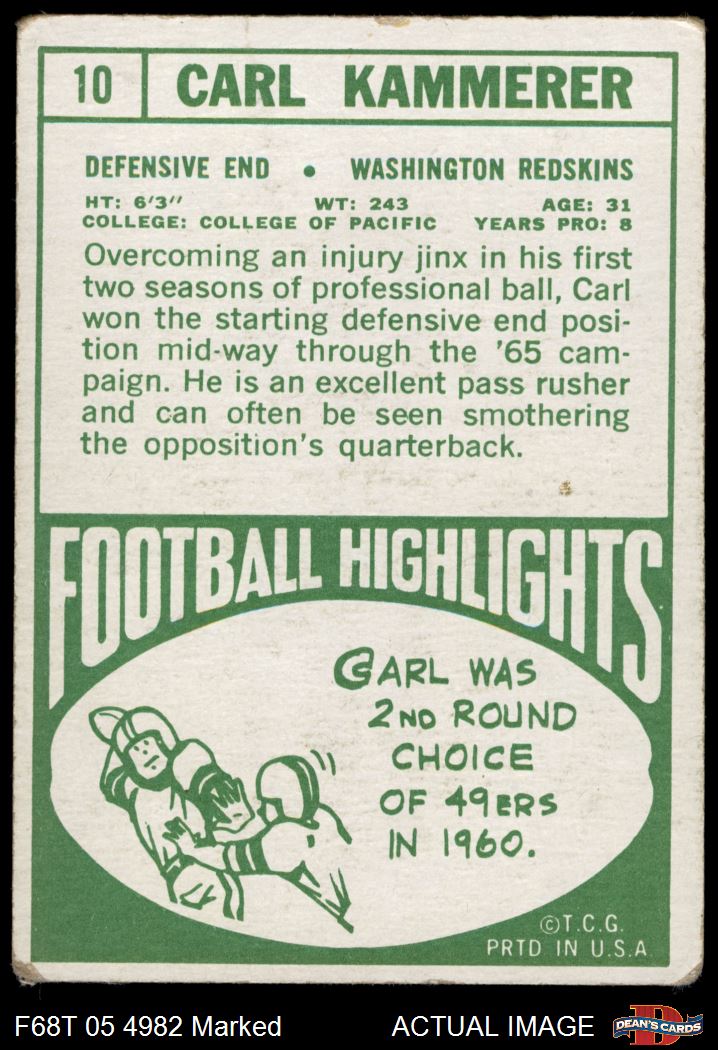 10 CARL KAMMERER
DEFENSIVE END • WASHINGTON REDSKINS
HT: 6'3" WT: 243 AGE: 31
COLLEGE: COLLEGE OF PACIFIC YEARS PRO: 8
Overcoming an injury jinx in his first
two seasons of professional ball, Carl
won the starting defensive end posi-
tion mid-way through the '65 cam-
paign. He is an excellent pass rusher
and can often be seen smothering
the opposition's quarterback.
FOOTBALL HIGHLIGHTS
CARL WAS
2ND ROUND
CHOICE
OF 49ERS
IN 1960.
©T.C.G.
PRTD IN U.S.A.
F68T 05 4982 Marked ACTUAL IMAGE DEAN'S CARDS